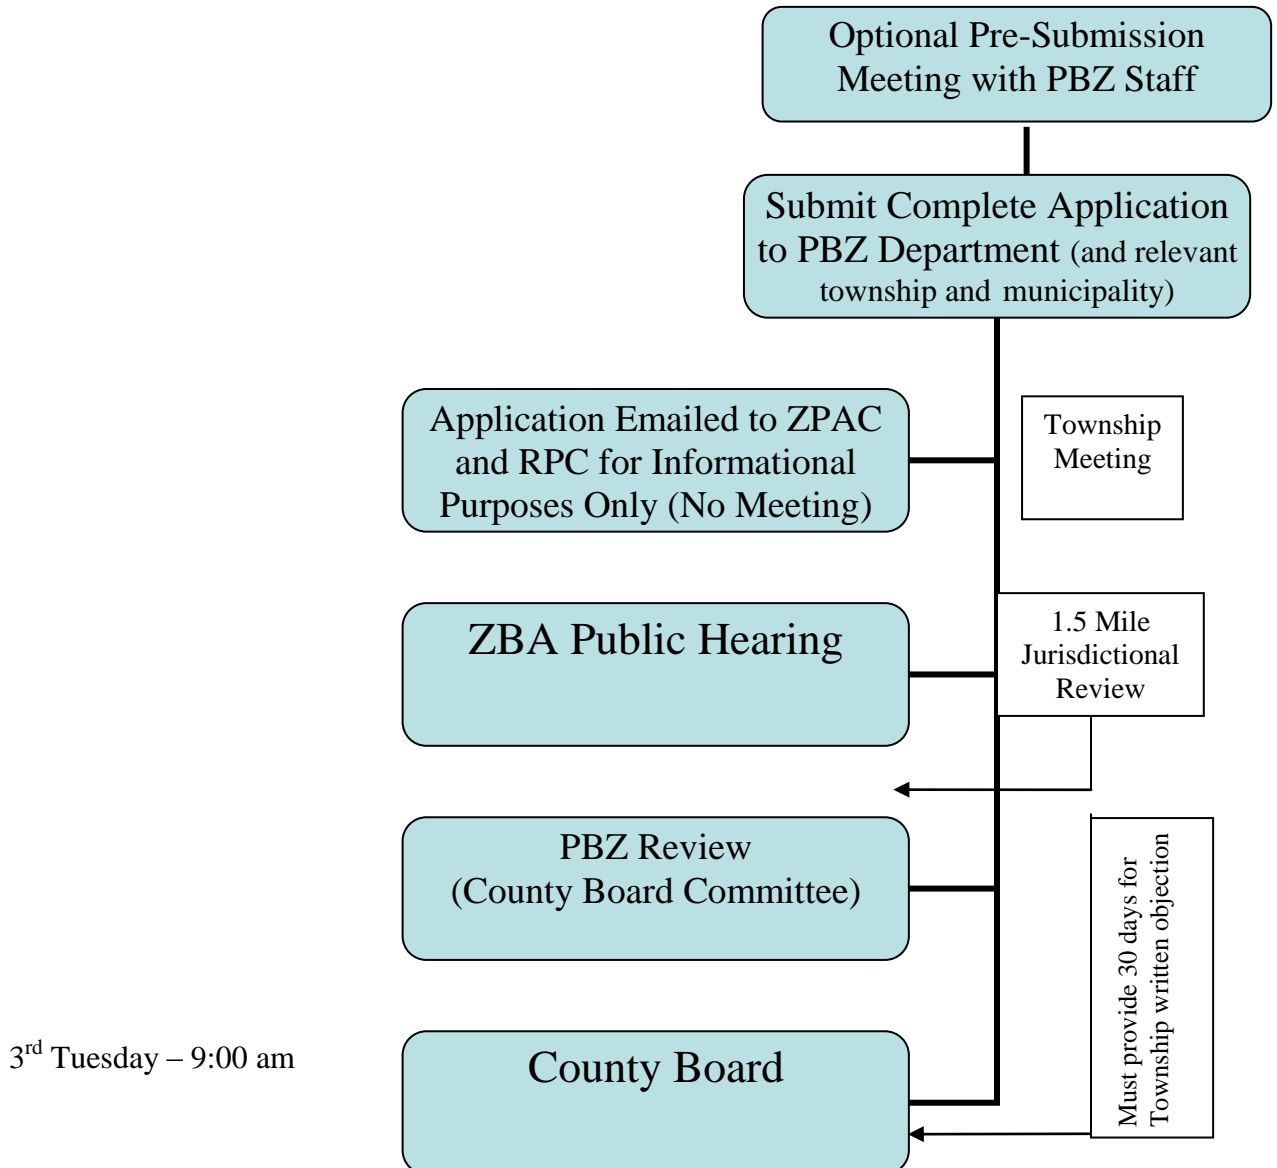 Optional Pre-Submission
Meeting with PBZ Staff
Submit Complete Application
to PBZ Department (and relevant
township and municipality)
Application Emailed to ZPAC
and RPC for Informational
Purposes Only (No Meeting)
Township
Meeting
ZBA Public Hearing
1.5 Mile
Jurisdictional
Review
PBZ Review
(County Board Committee)
Must provide 30 days for
Township written objection
3rd Tuesday – 9:00 am
County Board